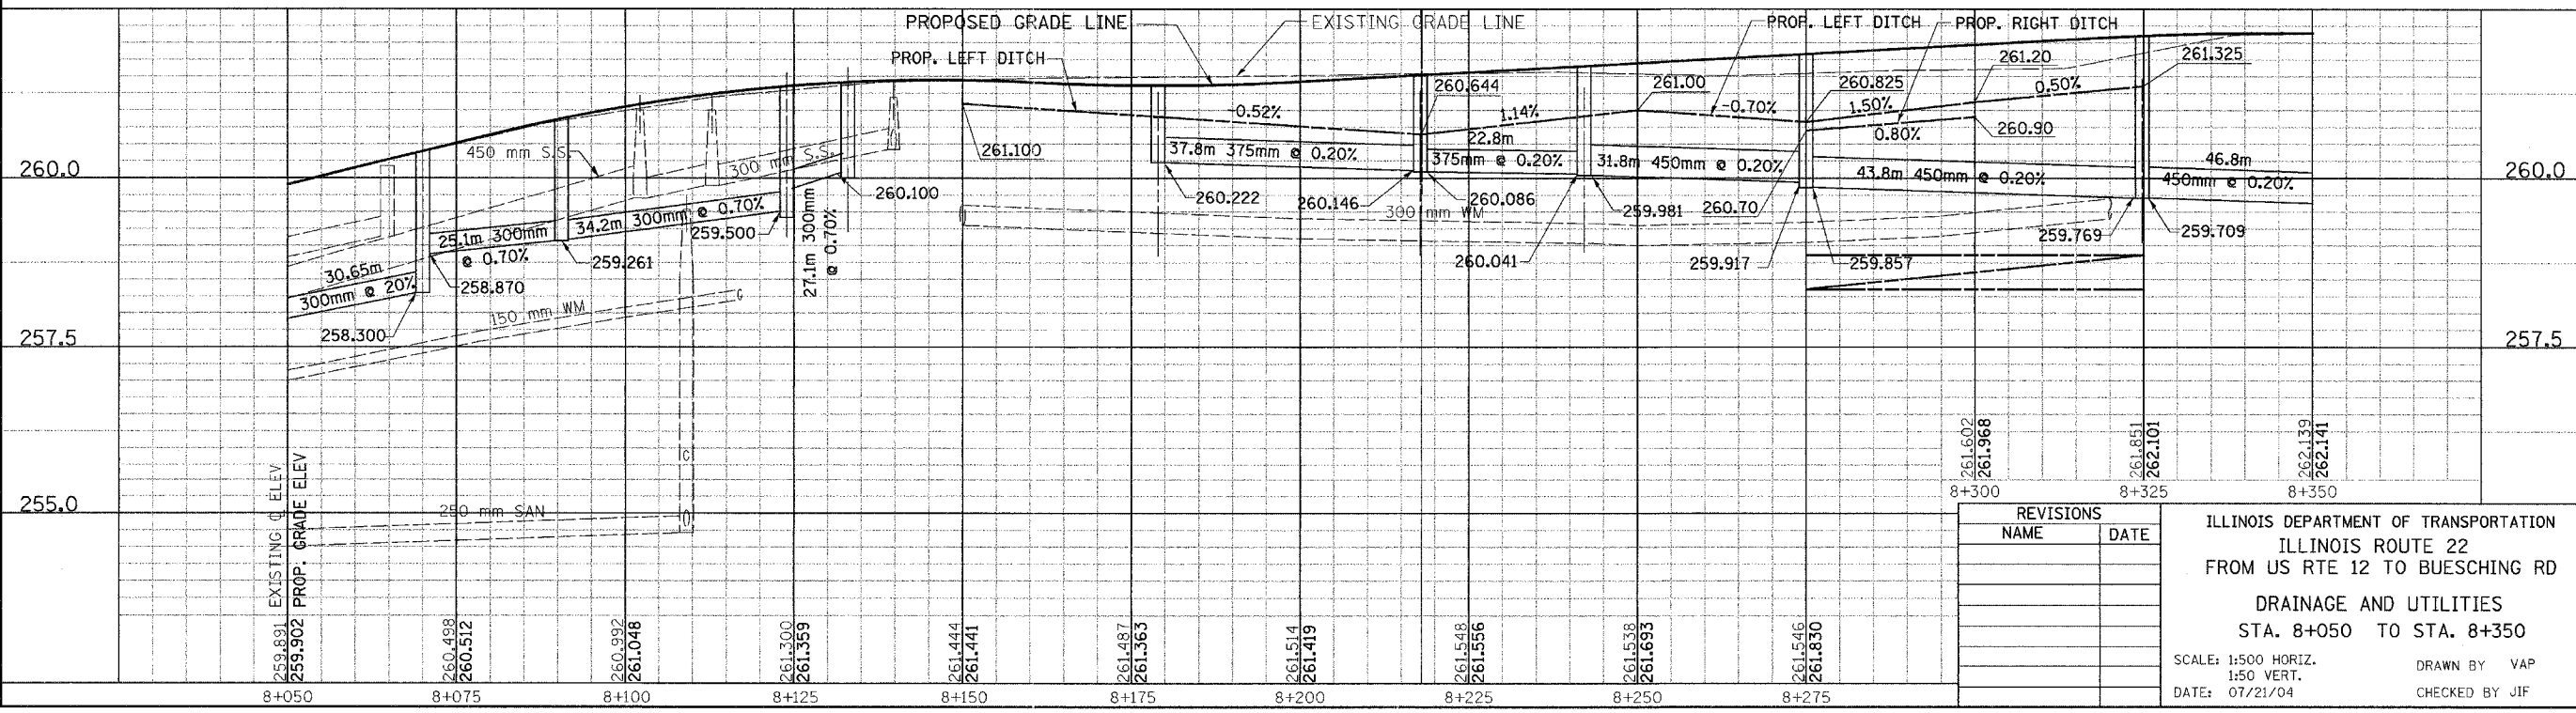 PROPOSED GRADE LINE
EXISTING GRADE LINE
PROP. LEFT DITCH
PROP. RIGHT DITCH
PROP. LEFT DITCH
261.20
261.325
260.644
261.00
260.825
0.50%
-0.52%
1.14%
-0.70%
1.50%
22.8m
0.80%
260.90
450 mm S.S.
300 mm S.S.
261.100
37.8m 375mm @ 0.20%
375mm @ 0.20%
31.8m 450mm @ 0.20%
43.8m 450mm @ 0.20%
46.8m
450mm @ 0.20%
260.0
260.0
260.100
260.222
260.146
260.086
300 mm WM
259.981
260.70
259.769
259.709
25.1m 300mm
@ 0.70%
34.2m 300mm @ 0.70%
259.500
27.1m 300mm
@ 0.70%
259.261
260.041
259.917
259.857
30.65m
300mm @ 20%
258.870
258.300
150 mm WM
257.5
257.5
255.0
250 mm SAN
EXISTING ℄ ELEV
PROP. GRADE ELEV
259.891
259.902
260.498
260.512
260.992
261.048
261.300
261.359
261.444
261.441
261.487
261.363
261.514
261.419
261.548
261.556
261.538
261.693
261.546
261.830
261.602
261.968
261.851
262.101
262.139
262.141
8+300
8+325
8+350
8+050
8+075
8+100
8+125
8+150
8+175
8+200
8+225
8+250
8+275
REVISIONS
NAME DATE
ILLINOIS DEPARTMENT OF TRANSPORTATION
ILLINOIS ROUTE 22
FROM US RTE 12 TO BUESCHING RD
DRAINAGE AND UTILITIES
STA. 8+050 TO STA. 8+350
SCALE: 1:500 HORIZ.
1:50 VERT.
DATE: 07/21/04
DRAWN BY VAP
CHECKED BY JIF